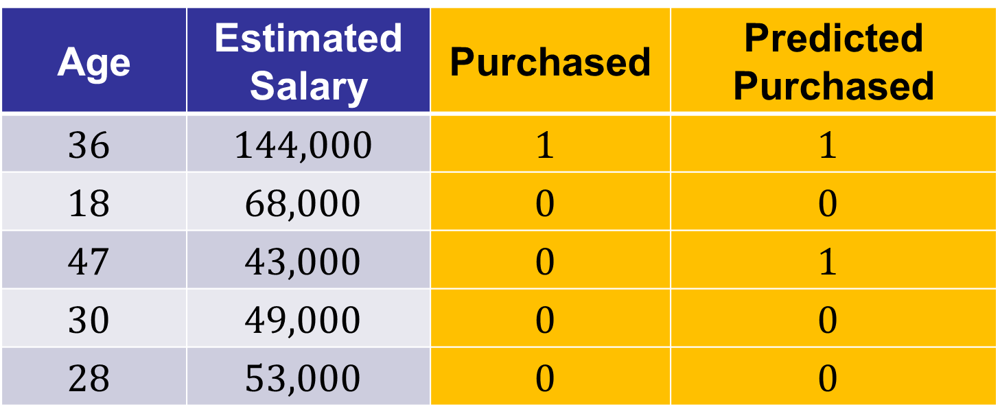 Age Estimated Salary Purchased Predicted Purchased
36 144,000 1 1
18 68,000 0 0
47 43,000 0 1
30 49,000 0 0
28 53,000 0 0